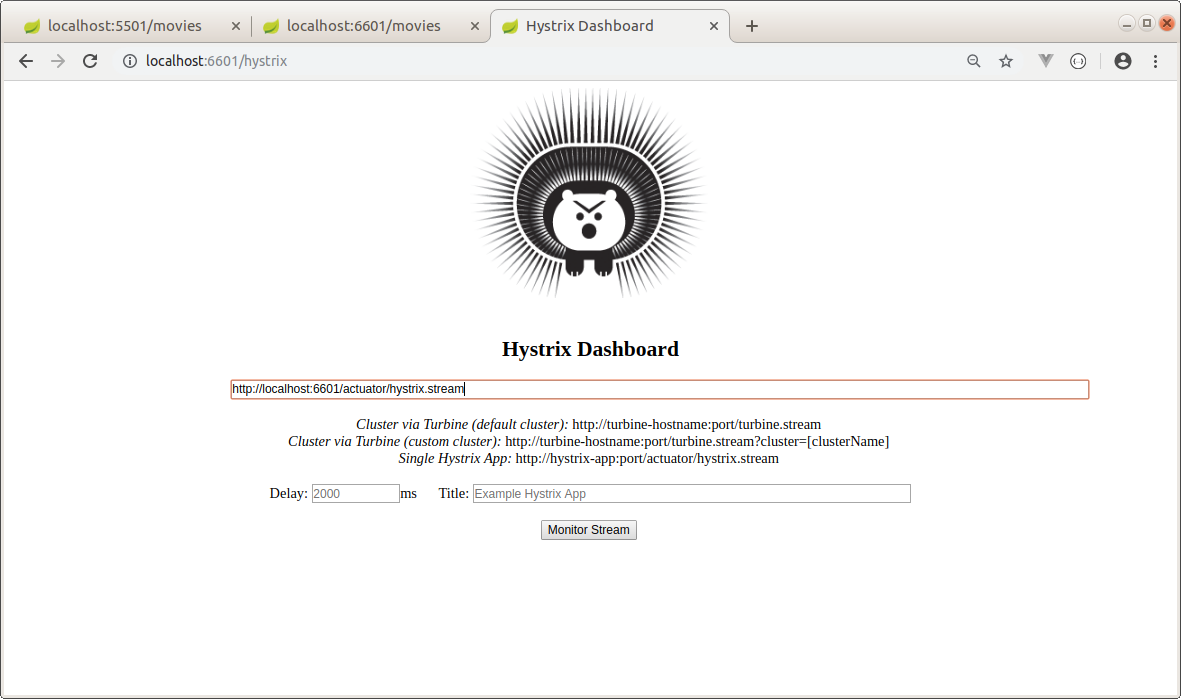 localhost:5501/movies
localhost:6601/movies
Hystrix Dashboard
localhost:6601/hystrix
Hystrix Dashboard
http://localhost:6601/actuator/hystrix.stream
Cluster via Turbine (default cluster): http://turbine-hostname:port/turbine.stream
Cluster via Turbine (custom cluster): http://turbine-hostname:port/turbine.stream?cluster=[clusterName]
Single Hystrix App: http://hystrix-app:port/actuator/hystrix.stream
Delay: 2000 ms Title: Example Hystrix App
Monitor Stream